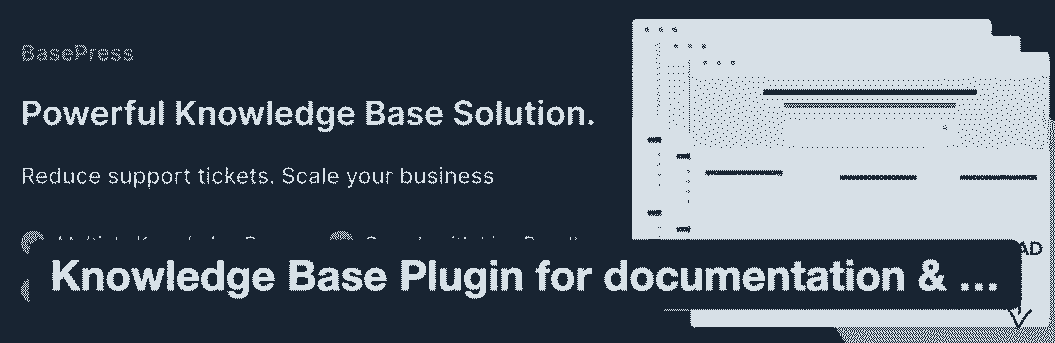 BasePress
Powerful Knowledge Base Solution.
Reduce support tickets. Scale your business
Knowledge Base Plugin for documentation & ...